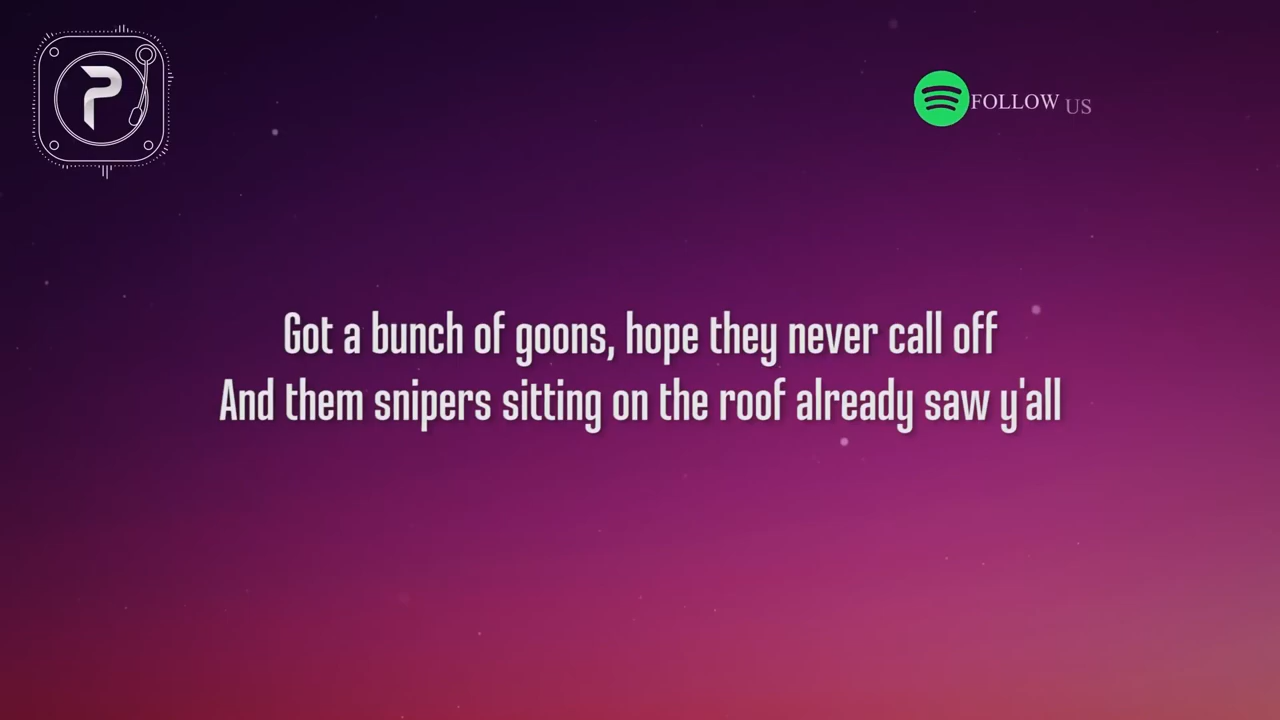 P
FOLLOW US
Got a bunch of goons, hope they never call off
And them snipers sitting on the roof already saw y'all